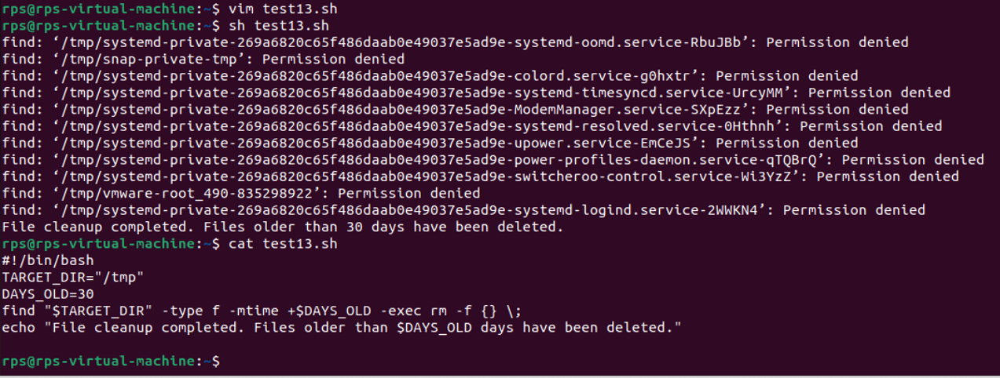 rps@rps-virtual-machine:~$ vim test13.sh
rps@rps-virtual-machine:~$ sh test13.sh
find: ‘/tmp/systemd-private-269a6820c65f486daab0e49037e5ad9e-systemd-oomd.service-RbuJBb’: Permission denied
find: ‘/tmp/snap-private-tmp’: Permission denied
find: ‘/tmp/systemd-private-269a6820c65f486daab0e49037e5ad9e-colord.service-g0hxtr’: Permission denied
find: ‘/tmp/systemd-private-269a6820c65f486daab0e49037e5ad9e-systemd-timesyncd.service-UrcyMM’: Permission denied
find: ‘/tmp/systemd-private-269a6820c65f486daab0e49037e5ad9e-ModemManager.service-SXpEzz’: Permission denied
find: ‘/tmp/systemd-private-269a6820c65f486daab0e49037e5ad9e-systemd-resolved.service-0Hthnh’: Permission denied
find: ‘/tmp/systemd-private-269a6820c65f486daab0e49037e5ad9e-upower.service-EmCeJS’: Permission denied
find: ‘/tmp/systemd-private-269a6820c65f486daab0e49037e5ad9e-power-profiles-daemon.service-qTQBrQ’: Permission denied
find: ‘/tmp/systemd-private-269a6820c65f486daab0e49037e5ad9e-switcheroo-control.service-Wi3YzZ’: Permission denied
find: ‘/tmp/vmware-root_490-835298922’: Permission denied
find: ‘/tmp/systemd-private-269a6820c65f486daab0e49037e5ad9e-systemd-logind.service-2WWKN4’: Permission denied
File cleanup completed. Files older than 30 days have been deleted.
rps@rps-virtual-machine:~$ cat test13.sh
#!/bin/bash
TARGET_DIR="/tmp"
DAYS_OLD=30
find "$TARGET_DIR" -type f -mtime +$DAYS_OLD -exec rm -f {} \;
echo "File cleanup completed. Files older than $DAYS_OLD days have been deleted."
rps@rps-virtual-machine:~$